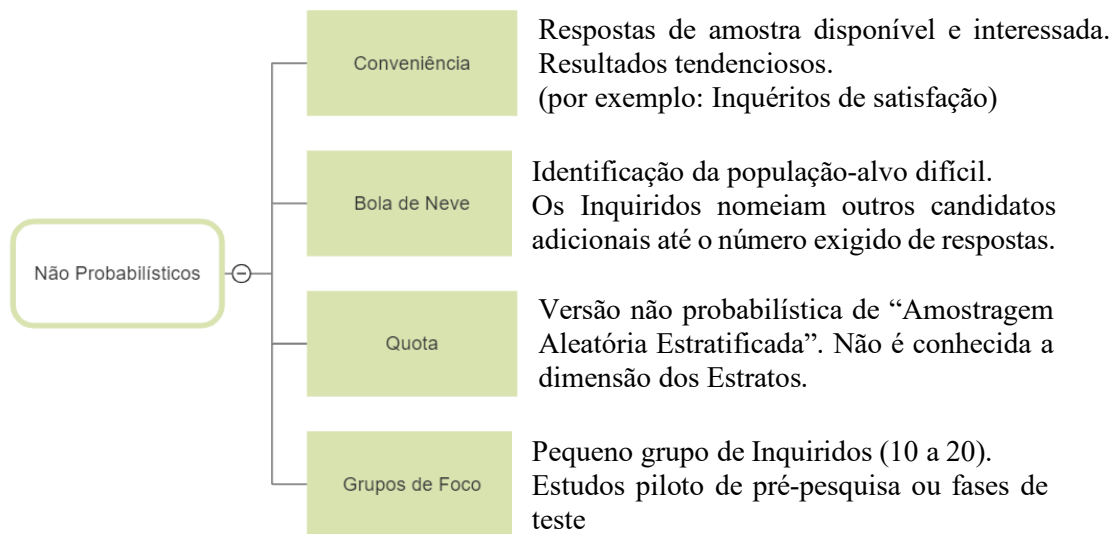 Não Probabilísticos
Conveniência
Respostas de amostra disponível e interessada.
Resultados tendenciosos.
(por exemplo: Inquéritos de satisfação)
Bola de Neve
Identificação da população-alvo difícil.
Os Inquiridos nomeiam outros candidatos
adicionais até o número exigido de respostas.
Quota
Versão não probabilística de “Amostragem
Aleatória Estratificada”. Não é conhecida a
dimensão dos Estratos.
Grupos de Foco
Pequeno grupo de Inquiridos (10 a 20).
Estudos piloto de pré-pesquisa ou fases de
teste